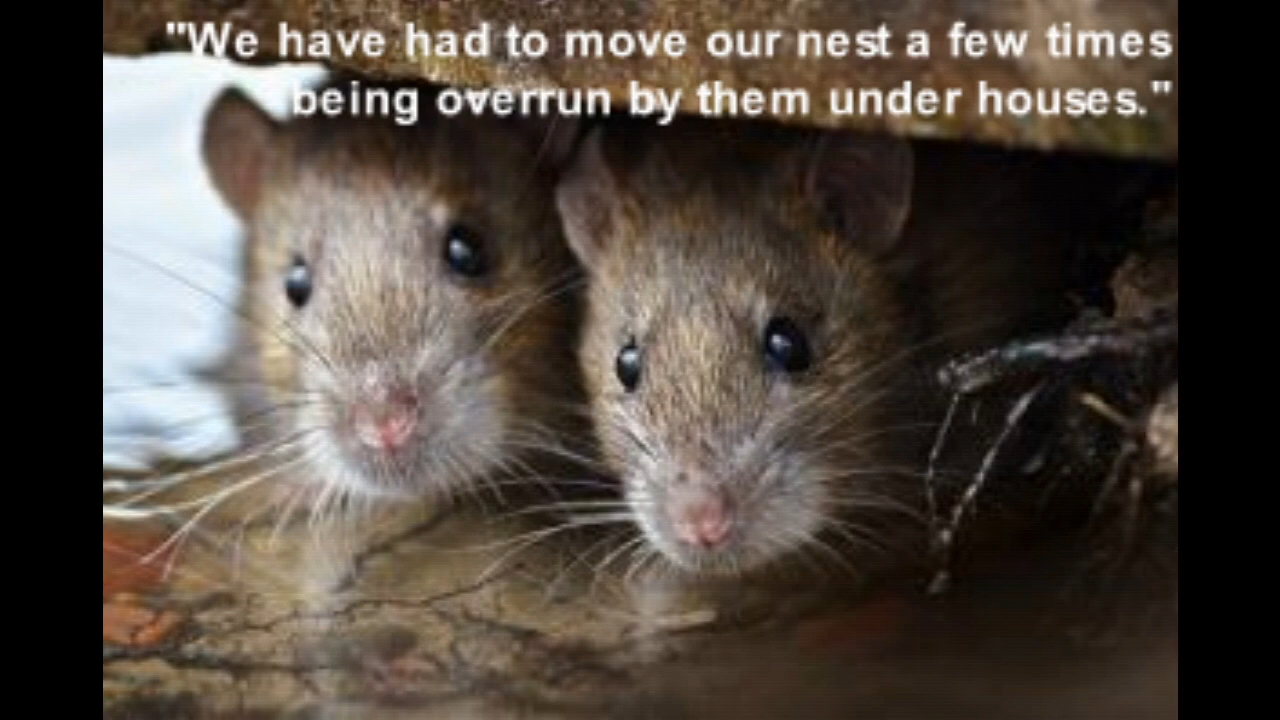 "We have had to move our nest a few times
being overrun by them under houses."